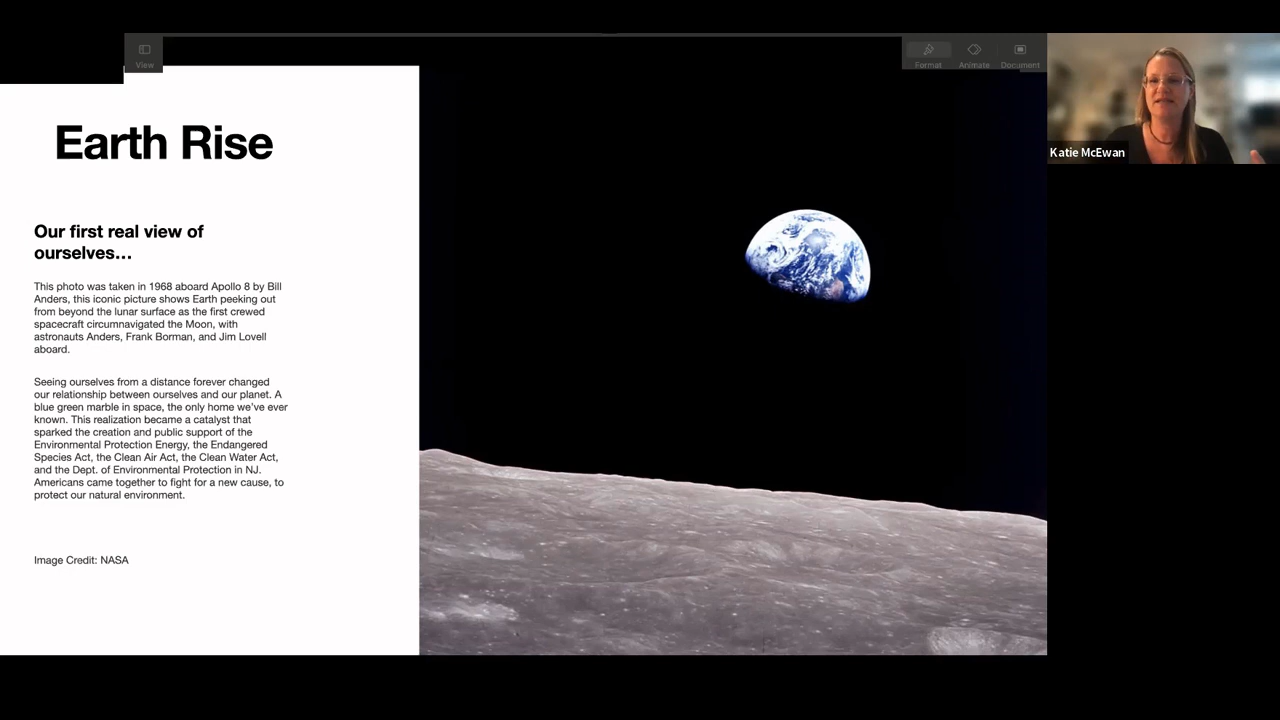 View
Format
Animate
Document
Earth Rise
Our first real view of
ourselves...
This photo was taken in 1968 aboard Apollo 8 by Bill
Anders, this iconic picture shows Earth peeking out
from beyond the lunar surface as the first crewed
spacecraft circumnavigated the Moon, with
astronauts Anders, Frank Borman, and Jim Lovell
aboard.
Seeing ourselves from a distance forever changed
our relationship between ourselves and our planet. A
blue green marble in space, the only home we've ever
known. This realization became a catalyst that
sparked the creation and public support of the
Environmental Protection Energy, the Endangered
Species Act, the Clean Air Act, the Clean Water Act,
and the Dept. of Environmental Protection in NJ.
Americans came together to fight for a new cause, to
protect our natural environment.
Image Credit: NASA
Katie McEwan